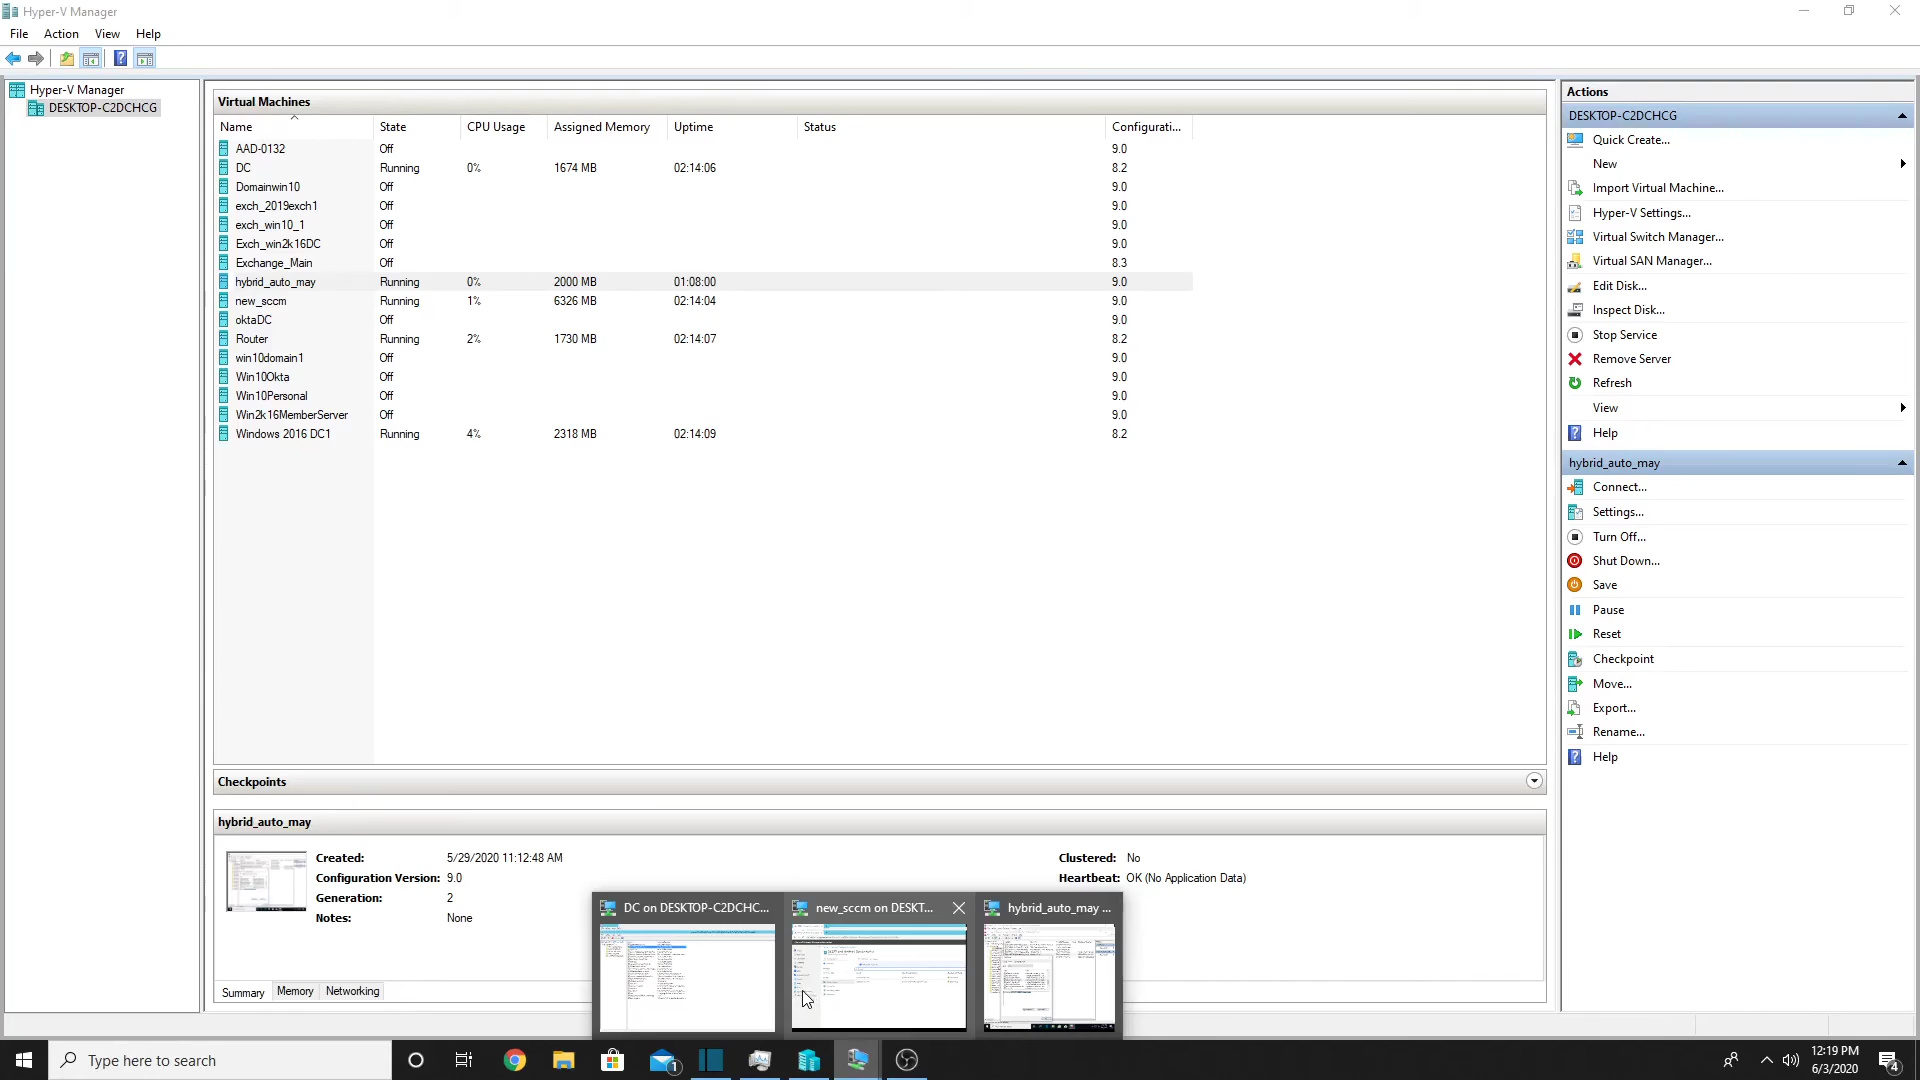 Hyper-V Manager
File Action View Help
Hyper-V Manager
DESKTOP-C2DCHCG
Virtual Machines
Name State CPU Usage Assigned Memory Uptime Status Configurati...
AAD-0132 Off 9.0
DC Running 0% 1674 MB 02:14:06 8.2
Domainwin10 Off 9.0
exch_2019exch1 Off 9.0
exch_win10_1 Off 9.0
Exch_win2k16DC Off 9.0
Exchange_Main Off 8.3
hybrid_auto_may Running 0% 2000 MB 01:08:00 9.0
new_sccm Running 1% 6326 MB 02:14:04 9.0
oktaDC Off 9.0
Router Running 2% 1730 MB 02:14:07 8.2
win10domain1 Off 9.0
Win10Okta Off 9.0
Win10Personal Off 9.0
Win2k16MemberServer Off 9.0
Windows 2016 DC1 Running 4% 2318 MB 02:14:09 8.2
Checkpoints
hybrid_auto_may
Created: 5/29/2020 11:12:48 AM Clustered: No
Configuration Version: 9.0 Heartbeat: OK (No Application Data)
Generation: 2
Notes: None
Summary Memory Networking
DC on DESKTOP-C2DCHC... new_sccm on DESKT... hybrid_auto_may ...
Actions
DESKTOP-C2DCHCG
Quick Create...
New
Import Virtual Machine...
Hyper-V Settings...
Virtual Switch Manager...
Virtual SAN Manager...
Edit Disk...
Inspect Disk...
Stop Service
Remove Server
Refresh
View
Help
hybrid_auto_may
Connect...
Settings...
Turn Off...
Shut Down...
Save
Pause
Reset
Checkpoint
Move...
Export...
Rename...
Help
Type here to search
1
12:19 PM
6/3/2020
4